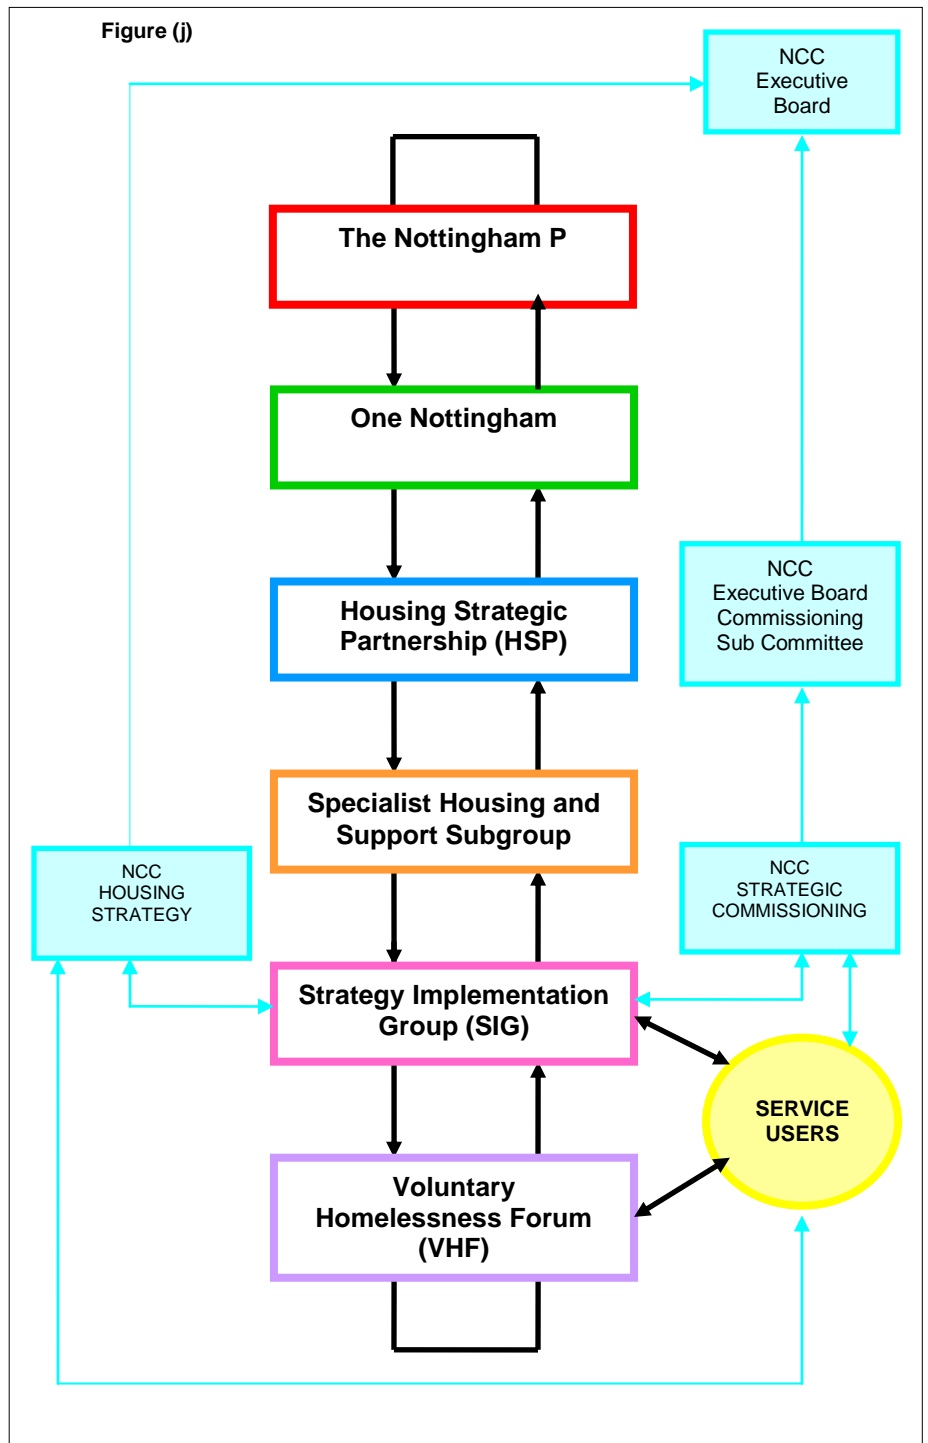 Figure (j)
NCC
Executive
Board
The Nottingham P
One Nottingham
NCC
Executive Board
Commissioning
Sub Committee
Housing Strategic
Partnership (HSP)
Specialist Housing and
Support Subgroup
NCC
HOUSING
STRATEGY
NCC
STRATEGIC
COMMISSIONING
Strategy Implementation
Group (SIG)
SERVICE
USERS
Voluntary
Homelessness Forum
(VHF)